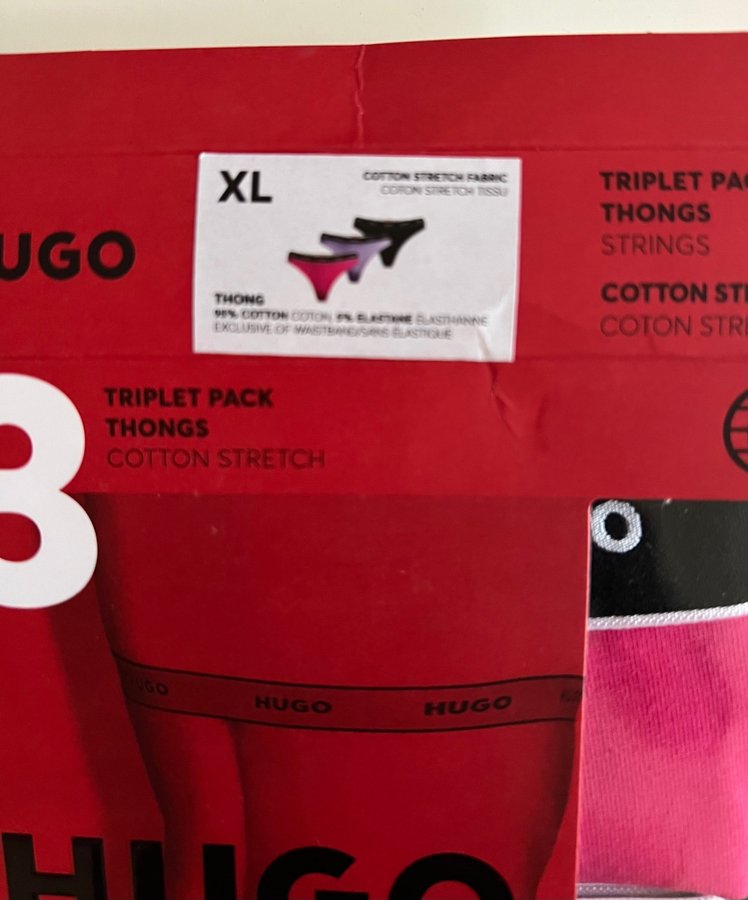 XL
COTTON STRETCH FABRIC
COTON STRETCH TISSU
THONG
95% COTTON COTON, 5% ELASTANE ÉLASTHANNE
EXCLUSIVE OF WAISTBAND/SANS ÉLASTIQUE
UGO
TRIPLET PAC
THONGS
STRINGS
COTTON STR
COTON STRE
3
TRIPLET PACK
THONGS
COTTON STRETCH
O
UGO HUGO HUGO
HUGO